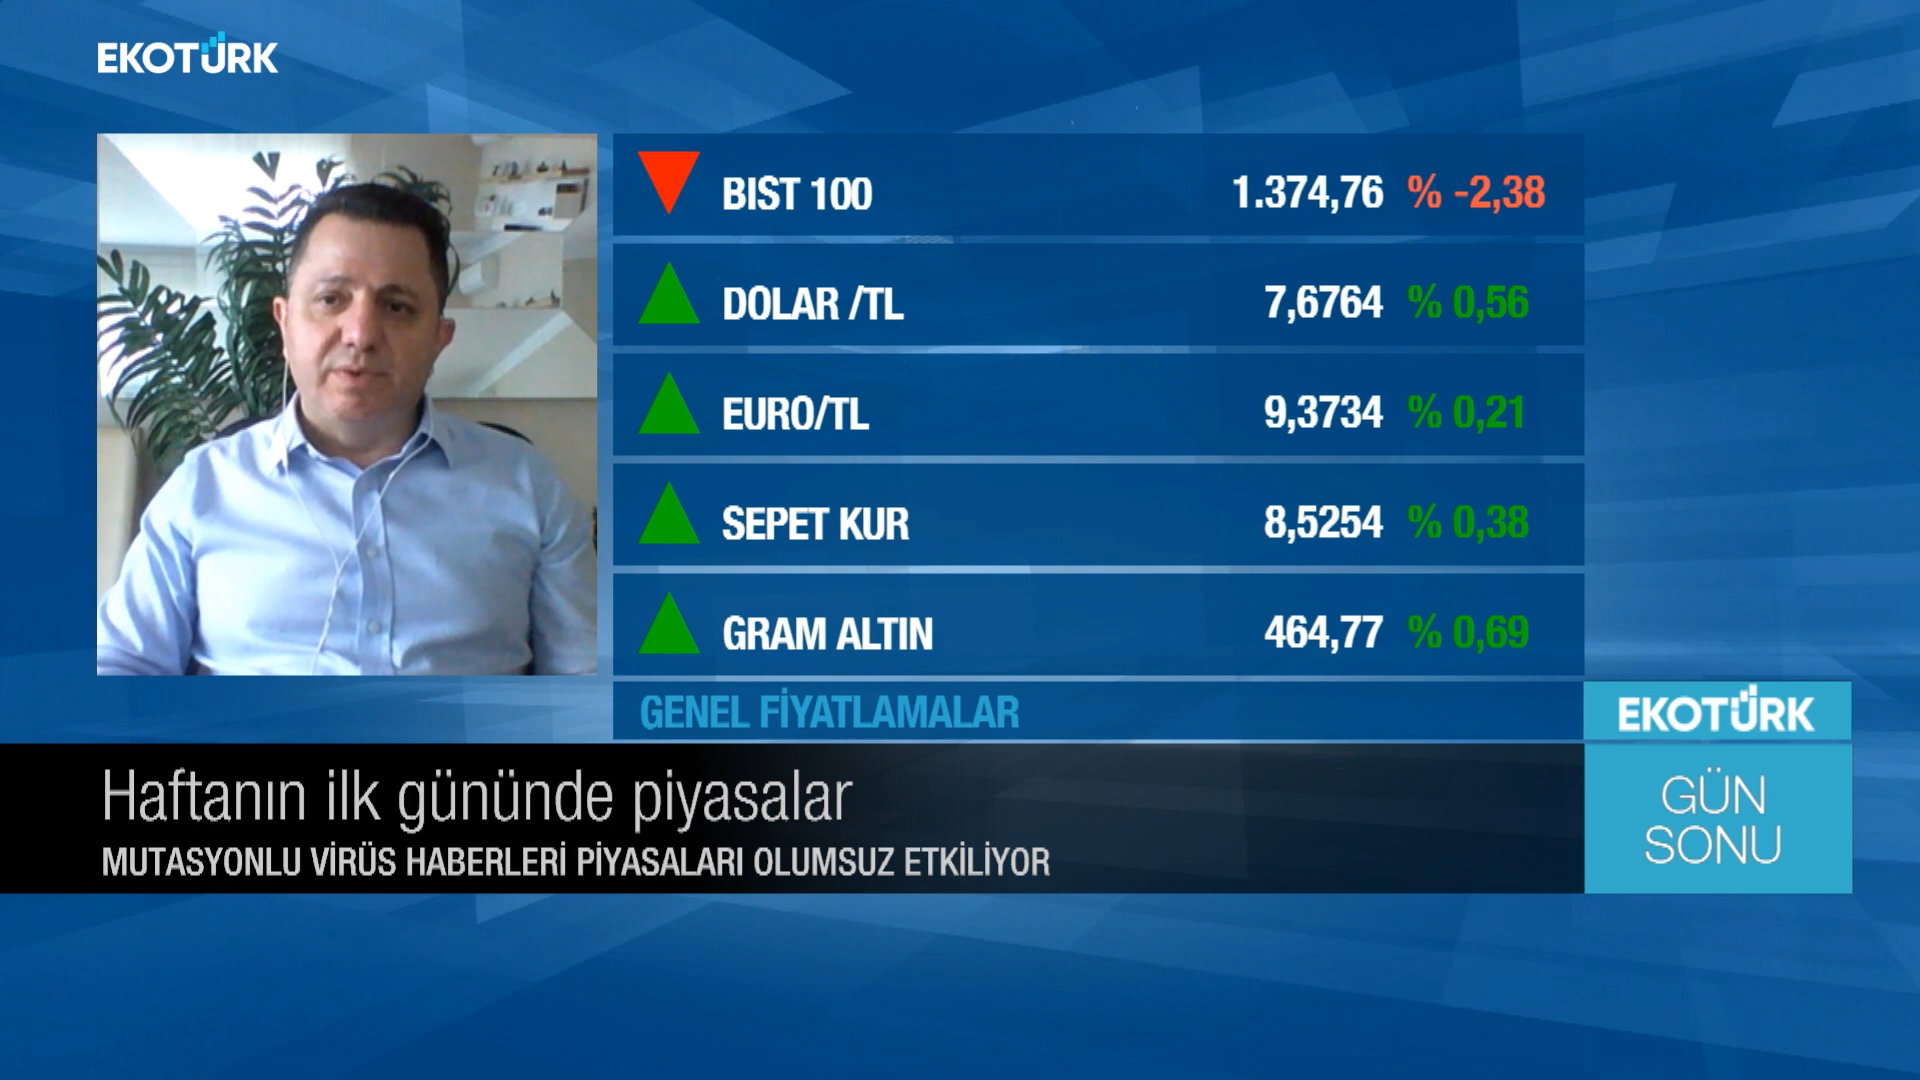 EKOTÜRK
BIST 100 1.374,76 % -2,38
DOLAR /TL 7,6764 % 0,56
EURO/TL 9,3734 % 0,21
SEPET KUR 8,5254 % 0,38
GRAM ALTIN 464,77 % 0,69
GENEL FİYATLAMALAR
EKOTÜRK
Haftanın ilk gününde piyasalar
MUTASYONLU VİRÜS HABERLERİ PİYASALARI OLUMSUZ ETKİLİYOR
GÜN
SONU